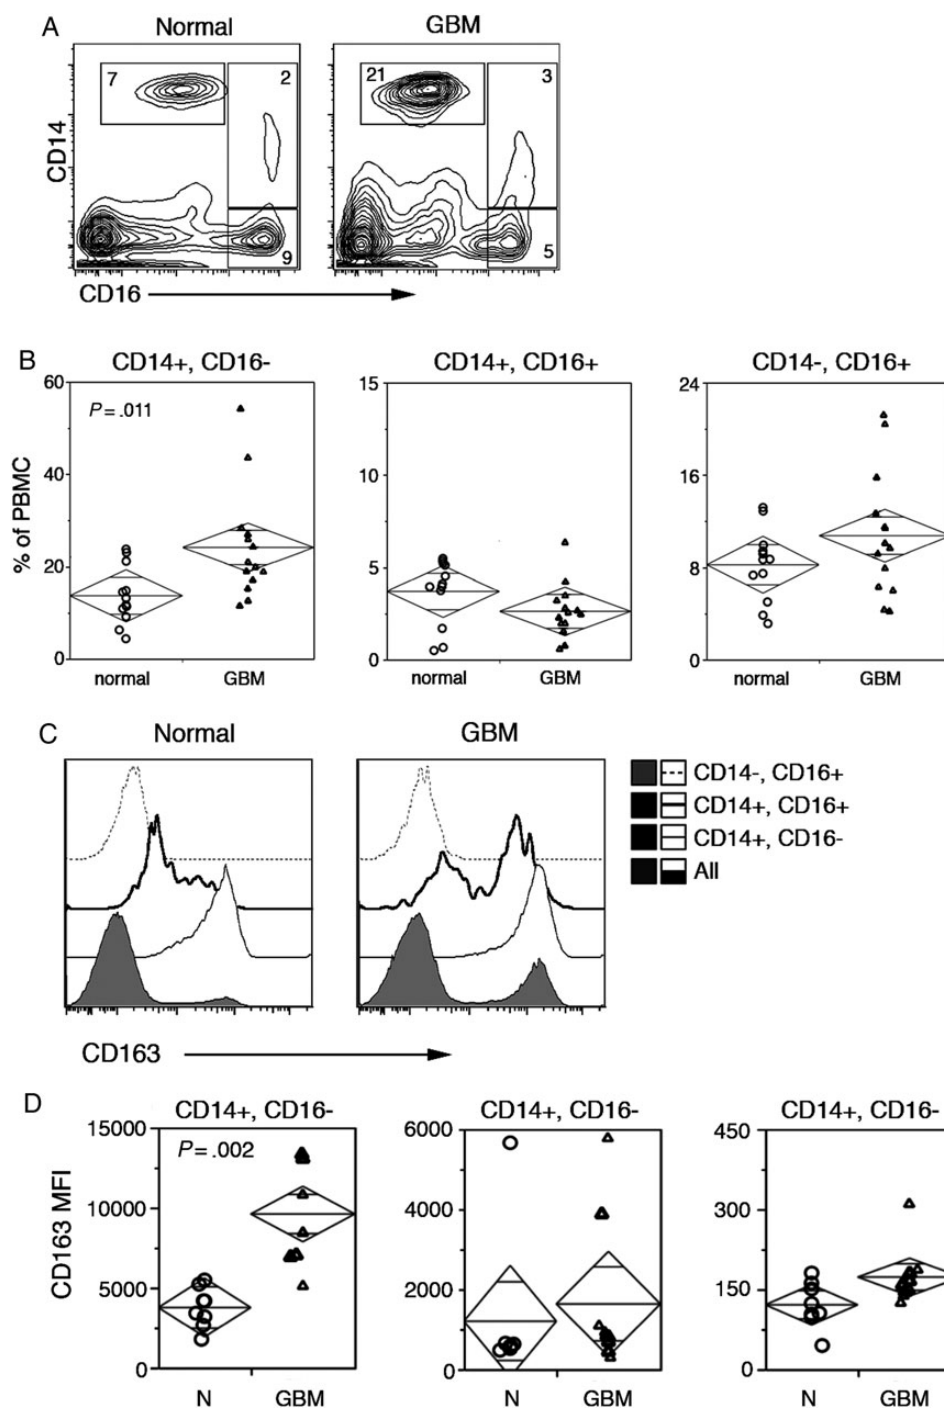 A
Normal
GBM
7
2
21
3
9
5
CD14
CD16
B
CD14+, CD16-
CD14+, CD16+
CD14-, CD16+
60
40
20
0
P = .011
% of PBMC
normal
GBM
15
10
5
0
normal
GBM
24
16
8
0
normal
GBM
C
Normal
GBM
CD14-, CD16+
CD14+, CD16+
CD14+, CD16-
All
CD163
D
CD14+, CD16-
CD14+, CD16-
CD14+, CD16-
15000
10000
5000
0
P = .002
CD163 MFI
N
GBM
6000
4000
2000
0
N
GBM
450
300
150
0
N
GBM